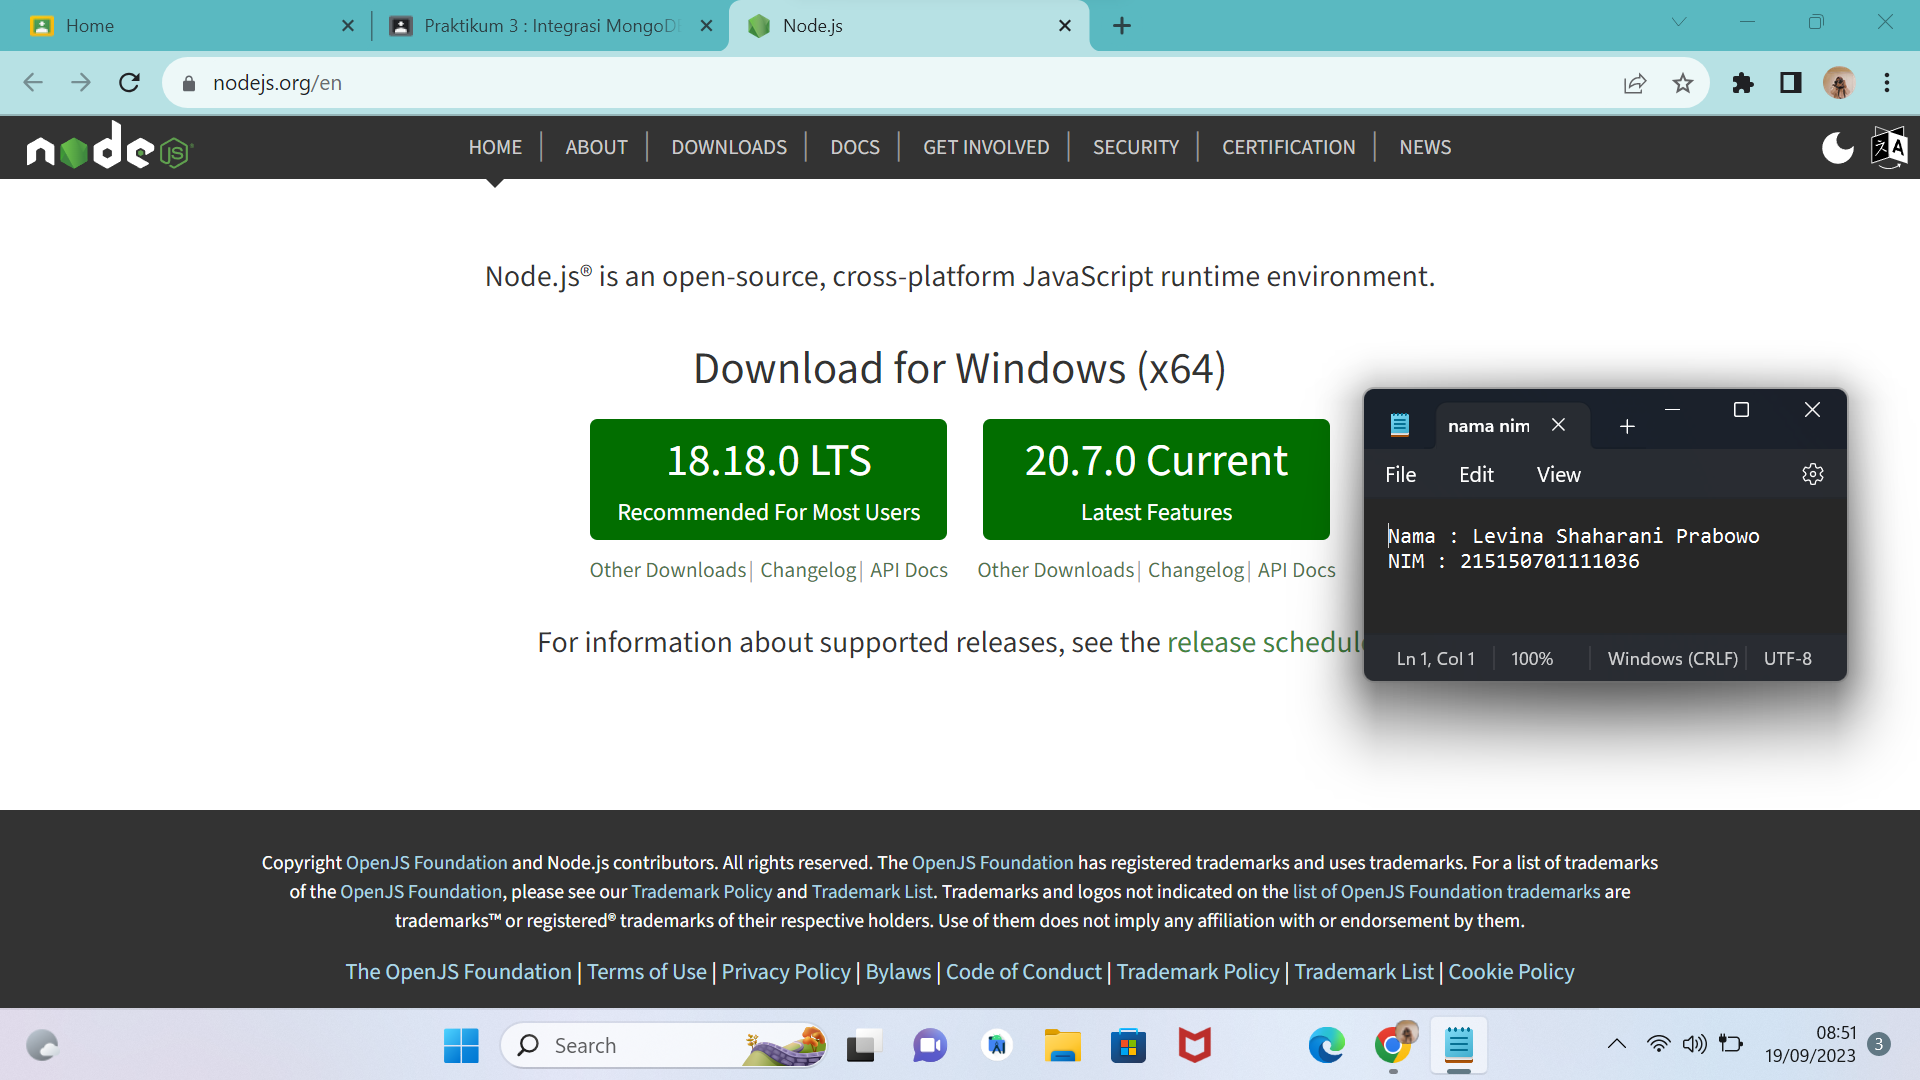 Home
Praktikum 3 : Integrasi MongoD
Node.js
nodejs.org/en
node JS
HOME | ABOUT | DOWNLOADS | DOCS | GET INVOLVED | SECURITY | CERTIFICATION | NEWS
Node.js® is an open-source, cross-platform JavaScript runtime environment.
Download for Windows (x64)
18.18.0 LTS
Recommended For Most Users
20.7.0 Current
Latest Features
Other Downloads | Changelog | API Docs
Other Downloads | Changelog | API Docs
For information about supported releases, see the release schedul
nama nim
File Edit View
Nama : Levina Shaharani Prabowo
NIM : 215150701111036
Ln 1, Col 1 100% Windows (CRLF) UTF-8
Copyright OpenJS Foundation and Node.js contributors. All rights reserved. The OpenJS Foundation has registered trademarks and uses trademarks. For a list of trademarks
of the OpenJS Foundation, please see our Trademark Policy and Trademark List. Trademarks and logos not indicated on the list of OpenJS Foundation trademarks are
trademarks™ or registered® trademarks of their respective holders. Use of them does not imply any affiliation with or endorsement by them.
The OpenJS Foundation | Terms of Use | Privacy Policy | Bylaws | Code of Conduct | Trademark Policy | Trademark List | Cookie Policy
Search
08:51
19/09/2023
3